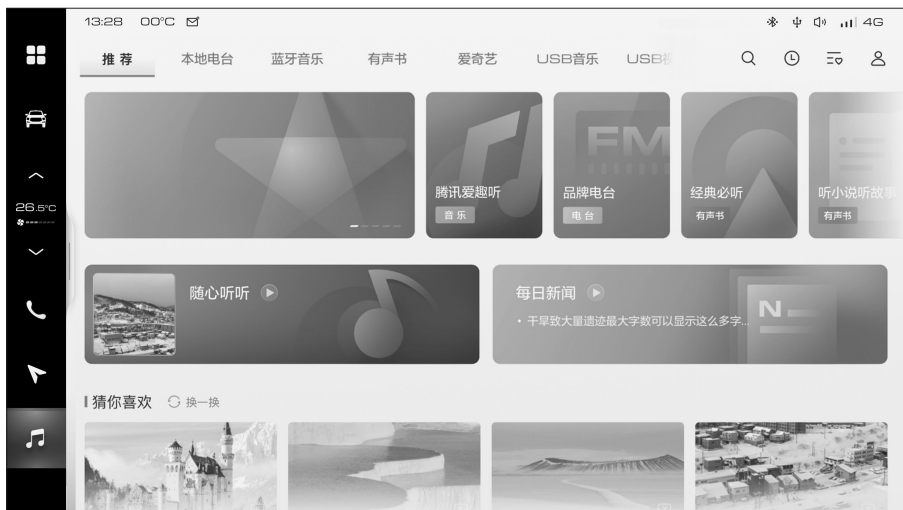 13:28 00°C
4G
推荐 本地电台 蓝牙音乐 有声书 爱奇艺 USB音乐 USB
26.5°C
FM
腾讯爱趣听
音乐
品牌电台
电台
经典必听
有声书
听小说听故事
有声书
随心听听
每日新闻
• 干旱致大量遗迹最大字数可以显示这么多字...
N
猜你喜欢 换一换